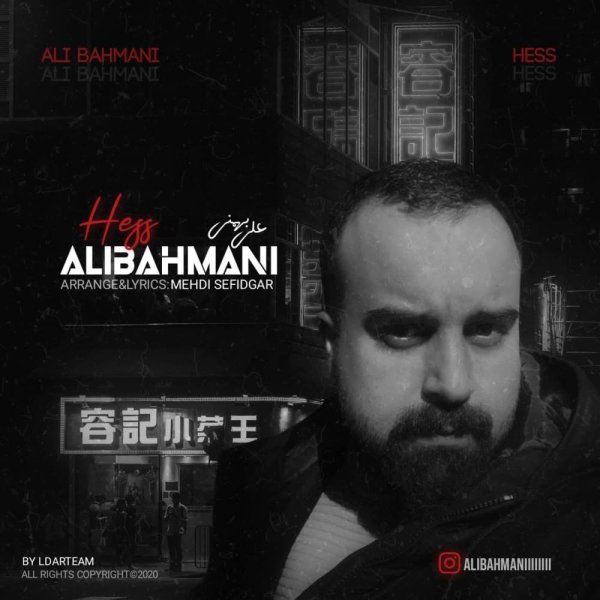 ALI BAHMANI
ALI BAHMANI
HESS
HESS
容記
Hess
علی بهمنی
ALIBAHMANI
ARRANGE&LYRICS: MEHDI SEFIDGAR
容記小菜王
BY LDARTEAM
ALL RIGHTS COPYRIGHT©2020
ALIBAHMANIIIIIIII